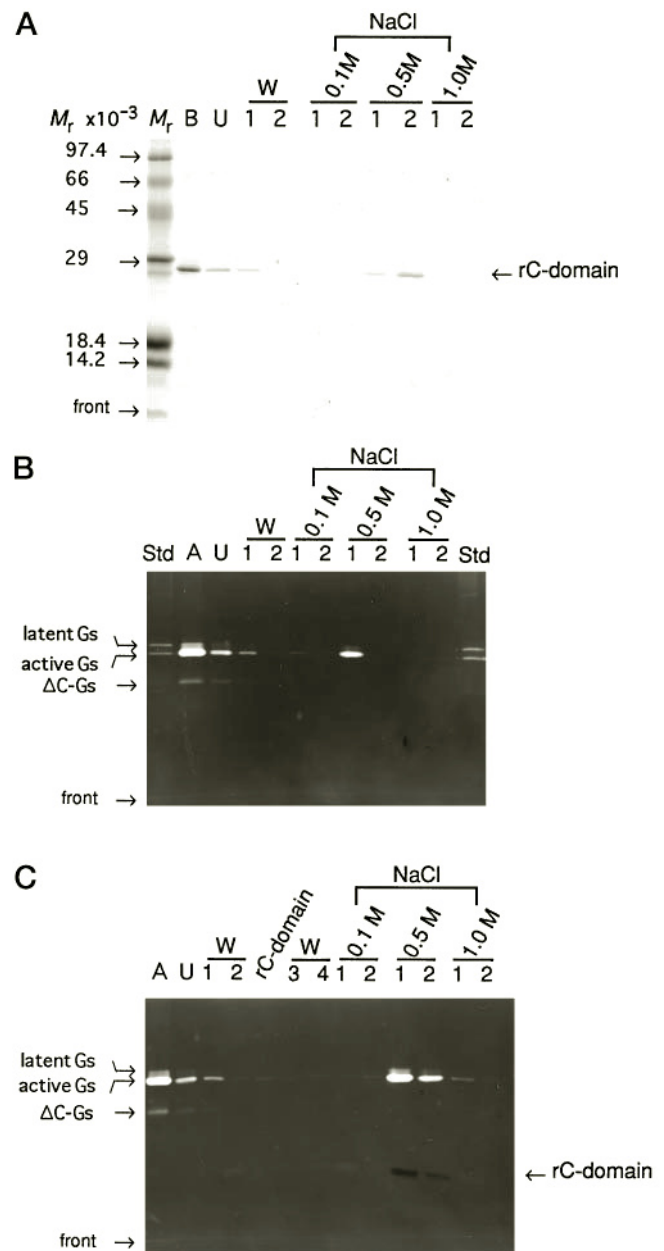 A
NaCl
0.1M 0.5M 1.0M
W
Mr x10-3 Mr B U 1 2 1 2 1 2 1 2
97.4 →
66 →
45 →
29 →
← rC-domain
18.4 →
14.2 →
front →
B
NaCl
0.1 M 0.5 M 1.0 M
W
Std A U 1 2 1 2 1 2 1 2 Std
latent Gs
active Gs
ΔC-Gs →
front →
C
NaCl
W rC-domain W 0.1 M 0.5 M 1.0 M
A U 1 2 3 4 1 2 1 2 1 2
latent Gs
active Gs
ΔC-Gs →
← rC-domain
front →